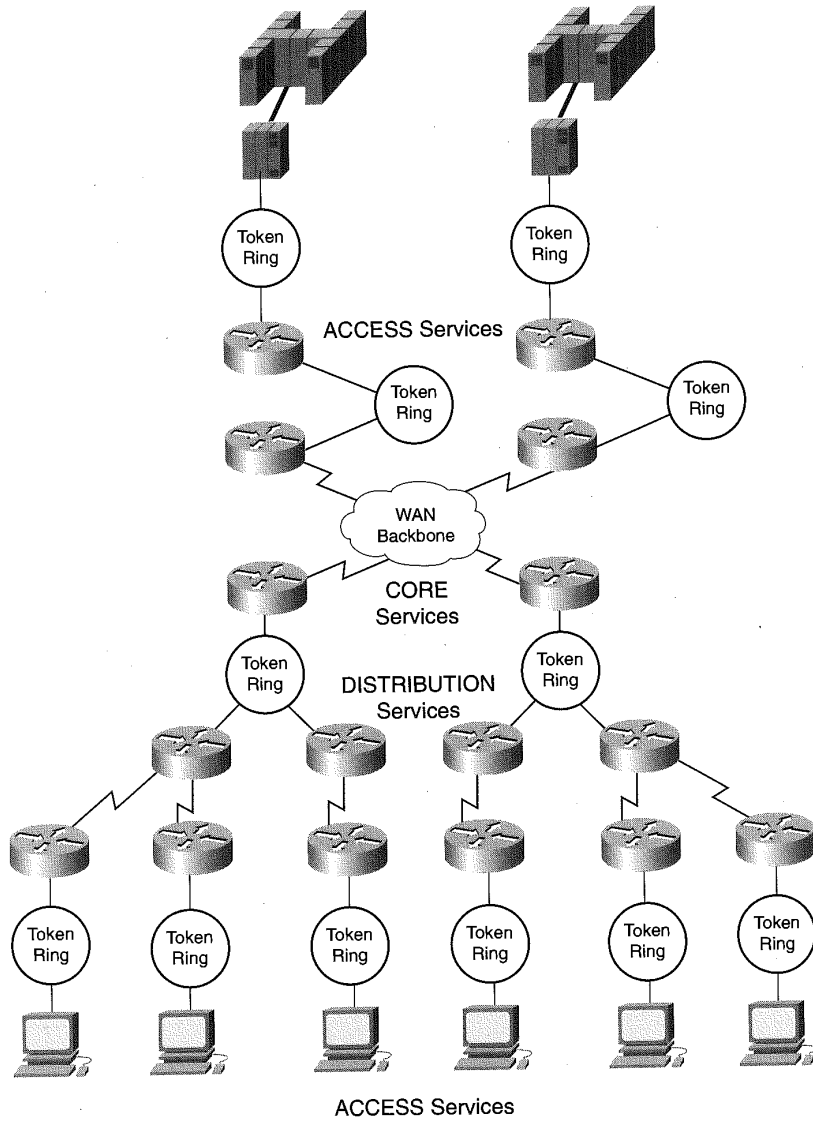 Token
Ring
Token
Ring
ACCESS Services
Token
Ring
Token
Ring
WAN
Backbone
CORE
Services
Token
Ring
Token
Ring
DISTRIBUTION
Services
Token
Ring
Token
Ring
Token
Ring
Token
Ring
Token
Ring
Token
Ring
ACCESS Services